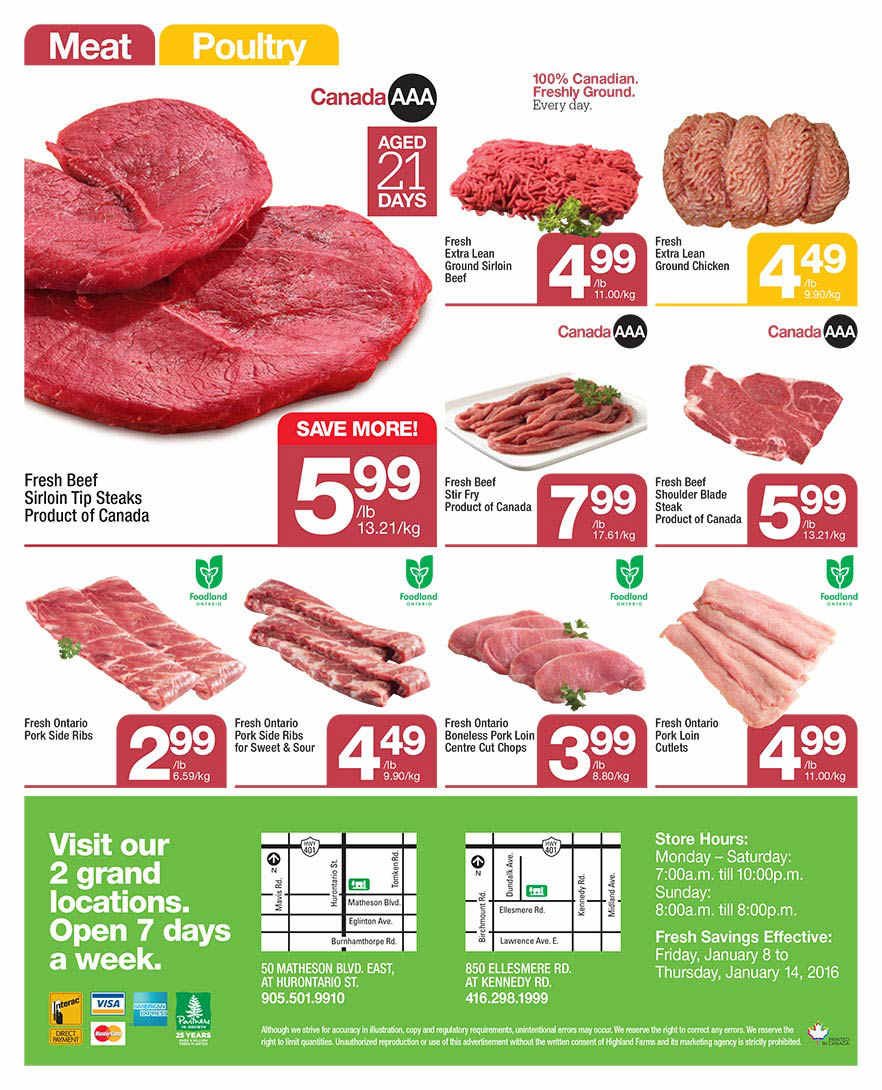 Meat
Poultry
Canada AAA
AGED
21
DAYS
SAVE MORE!
Fresh Beef
Sirloin Tip Steaks
Product of Canada
5.99
/lb
13.21/kg
100% Canadian.
Freshly Ground.
Every day.
Fresh
Extra Lean
Ground Sirloin
Beef
4.99
/lb
11.00/kg
Fresh
Extra Lean
Ground Chicken
4.49
/lb
9.90/kg
Canada AAA
Fresh Beef
Stir Fry
Product of Canada
7.99
/lb
17.61/kg
Canada AAA
Fresh Beef
Shoulder Blade
Steak
Product of Canada
5.99
/lb
13.21/kg
Foodland
ONTARIO
Fresh Ontario
Pork Side Ribs
2.99
/lb
6.59/kg
Foodland
ONTARIO
Fresh Ontario
Pork Side Ribs
for Sweet & Sour
4.49
/lb
9.90/kg
Foodland
ONTARIO
Fresh Ontario
Boneless Pork Loin
Centre Cut Chops
3.99
/lb
8.80/kg
Foodland
ONTARIO
Fresh Ontario
Pork Loin
Cutlets
4.99
/lb
11.00/kg
Visit our
2 grand
locations.
Open 7 days
a week.
Interac
DIRECT
PAYMENT
VISA
MasterCard
AMERICAN
EXPRESS
Partners
IN GROWTH
25 YEARS
HWY
401
N
Mavis Rd.
Hurontario St.
Tomken Rd.
Matheson Blvd.
Eglinton Ave.
Burnhamthorpe Rd.
50 MATHESON BLVD. EAST,
AT HURONTARIO ST.
905.501.9910
HWY
401
N
Birchmount Rd.
Dundalk Ave.
Kennedy Rd.
Midland Ave.
Ellesmere Rd.
Lawrence Ave. E.
850 ELLESMERE RD.
AT KENNEDY RD.
416.298.1999
Store Hours:
Monday – Saturday:
7:00a.m. till 10:00p.m.
Sunday:
8:00a.m. till 8:00p.m.
Fresh Savings Effective:
Friday, January 8 to
Thursday, January 14, 2016
Although we strive for accuracy in illustration, copy and regulatory requirements, unintentional errors may occur. We reserve the right to correct any errors. We reserve the
right to limit quantities. Unauthorized reproduction or use of this advertisement without the written consent of Highland Farms and its marketing agency is strictly prohibited.
PRINTED
IN CANADA